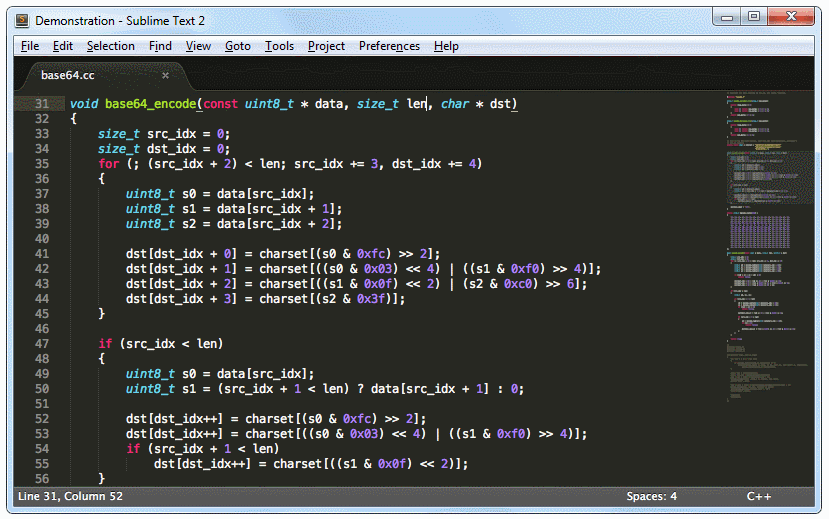 Demonstration - Sublime Text 2
File Edit Selection Find View Goto Tools Project Preferences Help
base64.cc ×
31 void base64_encode(const uint8_t * data, size_t len, char * dst)
32 {
33     size_t src_idx = 0;
34     size_t dst_idx = 0;
35     for (; (src_idx + 2) < len; src_idx += 3, dst_idx += 4)
36     {
37         uint8_t s0 = data[src_idx];
38         uint8_t s1 = data[src_idx + 1];
39         uint8_t s2 = data[src_idx + 2];
40
41         dst[dst_idx + 0] = charset[(s0 & 0xfc) >> 2];
42         dst[dst_idx + 1] = charset[((s0 & 0x03) << 4) | ((s1 & 0xf0) >> 4)];
43         dst[dst_idx + 2] = charset[((s1 & 0x0f) << 2) | (s2 & 0xc0) >> 6];
44         dst[dst_idx + 3] = charset[(s2 & 0x3f)];
45     }
46
47     if (src_idx < len)
48     {
49         uint8_t s0 = data[src_idx];
50         uint8_t s1 = (src_idx + 1 < len) ? data[src_idx + 1] : 0;
51
52         dst[dst_idx++] = charset[(s0 & 0xfc) >> 2];
53         dst[dst_idx++] = charset[((s0 & 0x03) << 4) | ((s1 & 0xf0) >> 4)];
54         if (src_idx + 1 < len)
55             dst[dst_idx++] = charset[((s1 & 0x0f) << 2)];
56     }
Line 31, Column 52 Spaces: 4 C++